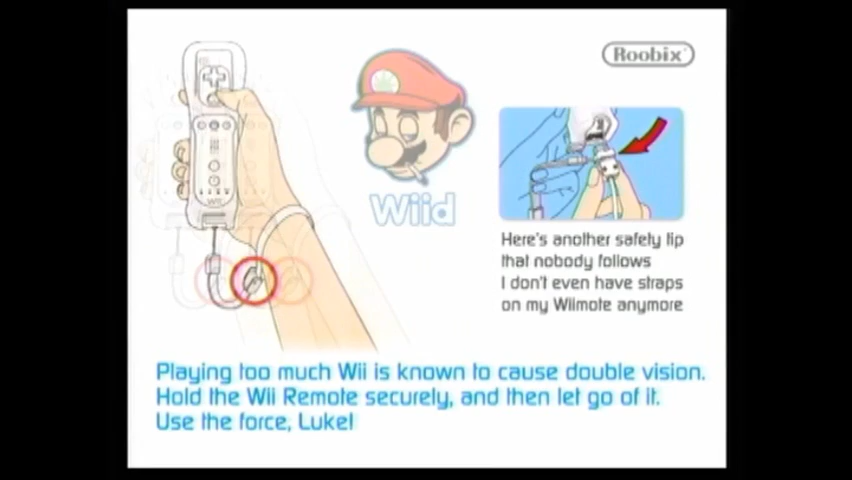 Roobix
Wiid
Wii
Here's another safety tip
that nobody follows
I don't even have straps
on my Wiimote anymore
Playing too much Wii is known to cause double vision.
Hold the Wii Remote securely, and then let go of it.
Use the force, Luke!